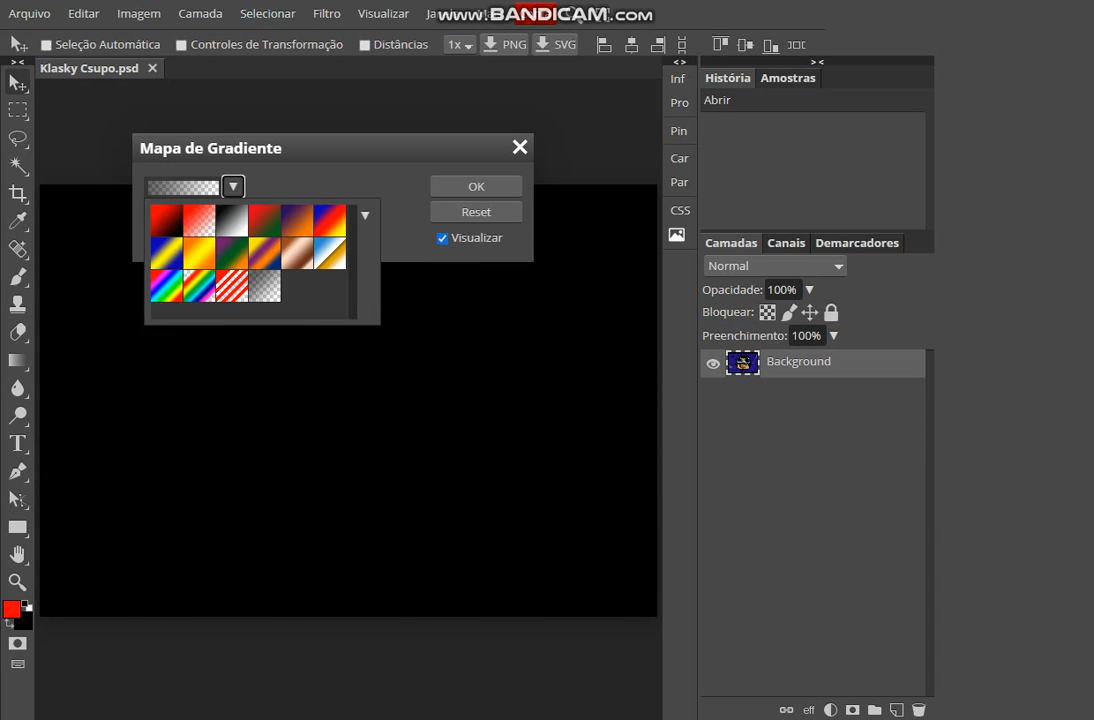 Arquivo Editar Imagem Camada Selecionar Filtro Visualizar
www.BANDICAM.com
Seleção Automática Controles de Transformação Distâncias 1x PNG SVG
Klasky Csupo.psd
Mapa de Gradiente
OK
Reset
Visualizar
Inf
Pro
Pin
Car
Par
CSS
História Amostras
Abrir
Camadas Canais Demarcadores
Normal
Opacidade: 100%
Bloquear:
Preenchimento: 100%
Background
eff